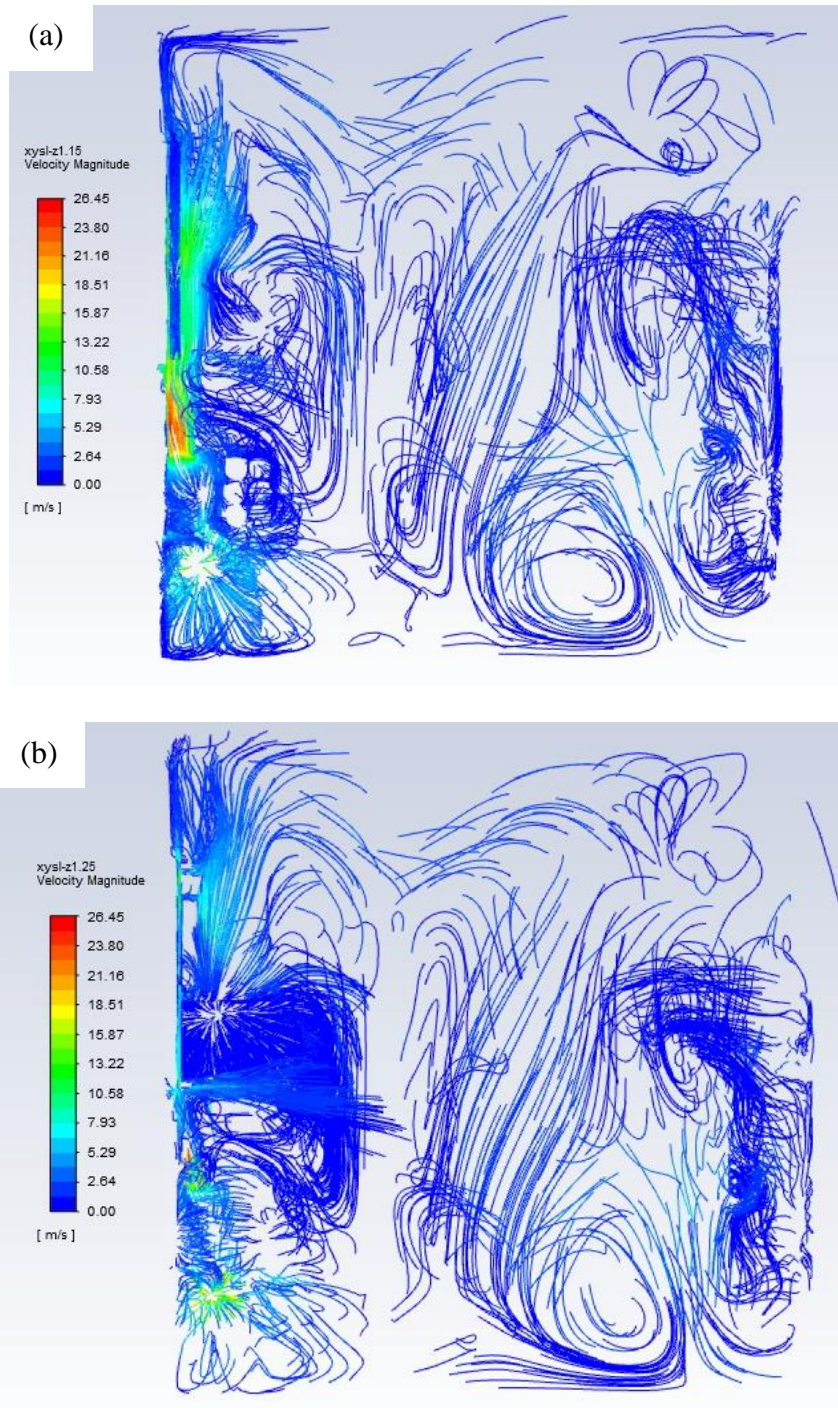 (a)
xysl-z1.15
Velocity Magnitude
26.45
23.80
21.16
18.51
15.87
13.22
10.58
7.93
5.29
2.64
0.00
[ m/s ]
(b)
xysl-z1.25
Velocity Magnitude
26.45
23.80
21.16
18.51
15.87
13.22
10.58
7.93
5.29
2.64
0.00
[ m/s ]